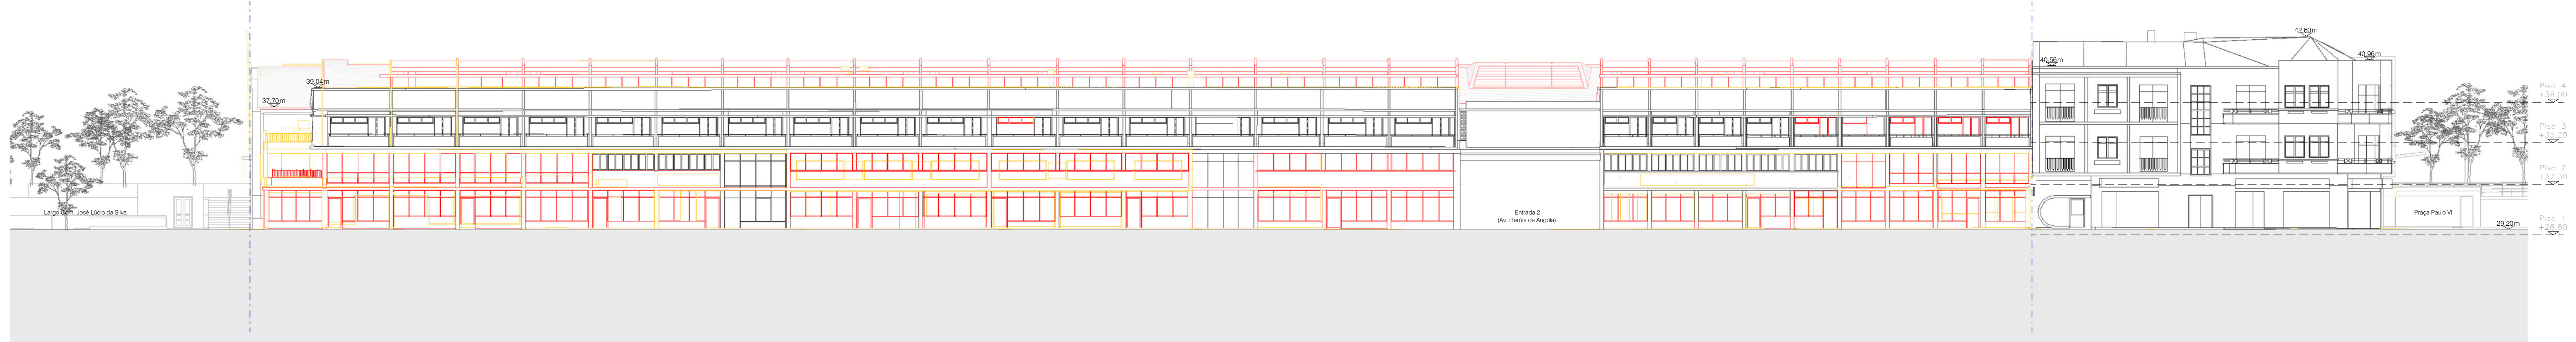 42.60m
40.96m
40.56m
39.04m
37.70m
Piso 4
+38.00
Piso 3
+35.20
Piso 2
+32.30
Largo Com. José Lúcio da Silva
Entrada 2
(Av. Heróis de Angola)
Praça Paulo VI
Piso 1
+28.80
29.20m